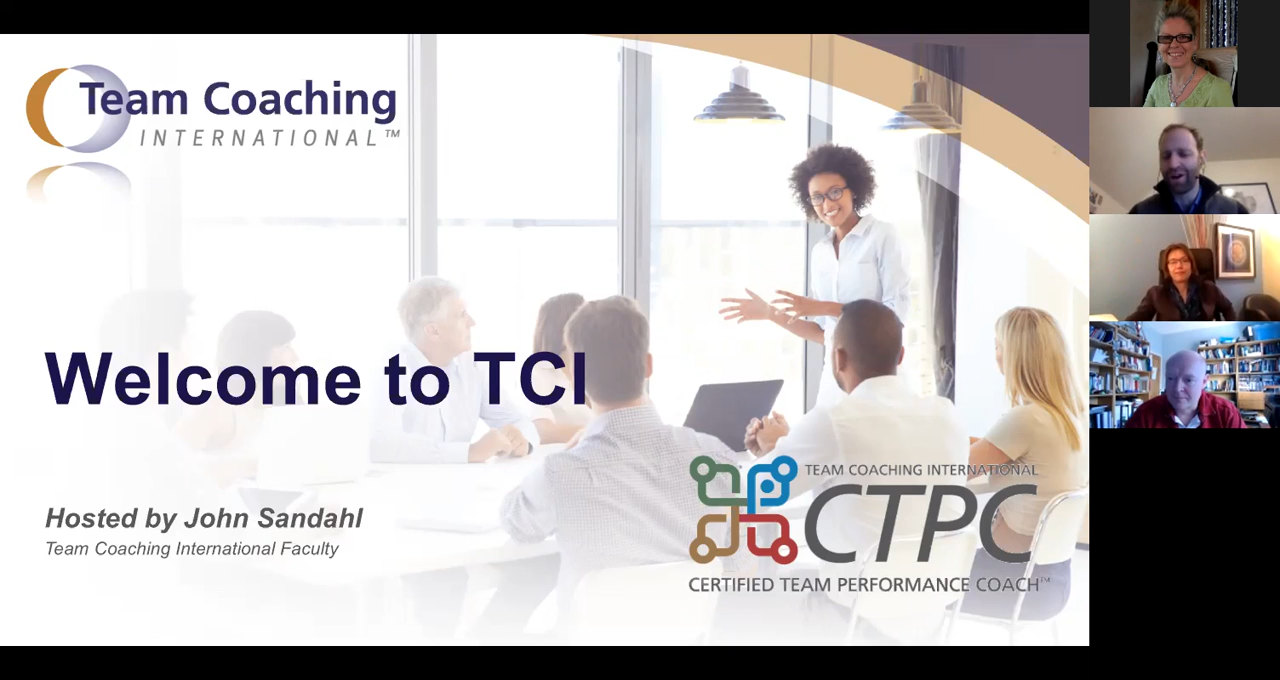 Team Coaching
INTERNATIONAL™
Welcome to TCI
Hosted by John Sandahl
Team Coaching International Faculty
TEAM COACHING INTERNATIONAL
CTPC
CERTIFIED TEAM PERFORMANCE COACH™